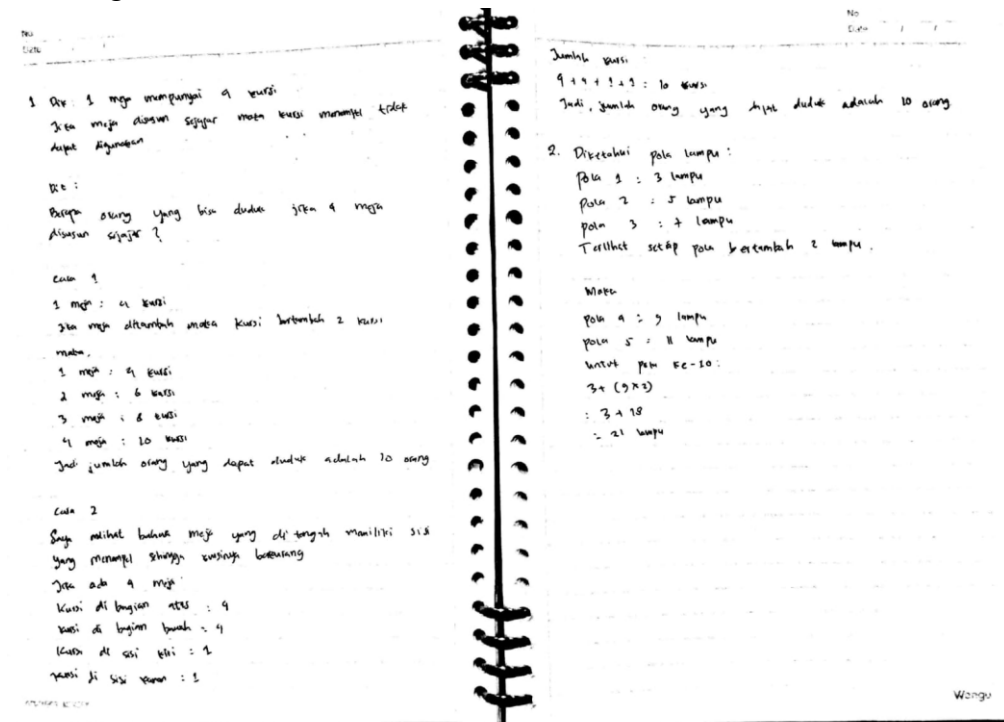 No
Date
1 Dik : 1 meja mempunyai 4 kursi
Jika meja disusun sejajar maka kursi menempel tidak
dapat digunakan
Dit :
Berapa orang yang bisa duduk jika 4 meja
disusun sejajar ?
Cara 1
1 meja : 4 kursi
Jika meja ditambah maka kursi bertambah 2 kursi
maka,
1 meja : 4 kursi
2 meja : 6 kursi
3 meja : 8 kursi
4 meja : 10 kursi
Jadi jumlah orang yang dapat duduk adalah 10 orang
Cara 2
Saya melihat bahwa meja yang di tengah memiliki sisi
yang menempel sehingga kursinya berkurang
Jika ada 4 meja :
Kursi di bagian atas : 4
kursi di bagian bawah : 4
Kursi di sisi kiri : 1
kursi di sisi kanan : 1
No
Date / /
Jumlah kursi
4 + 4 + 1 + 1 : 10 kursi
Jadi, jumlah orang yang dapat duduk adalah 10 orang
2. Diketahui pola lampu :
Pola 1 : 3 lampu
Pola 2 : 5 lampu
pola 3 : 7 lampu
Terlihat setiap pola bertambah 2 lampu.
Maka
pola 4 : 9 lampu
pola 5 : 11 lampu
untuk pola ke-10 :
3+ (9x2)
: 3 + 18
= 21 lampu